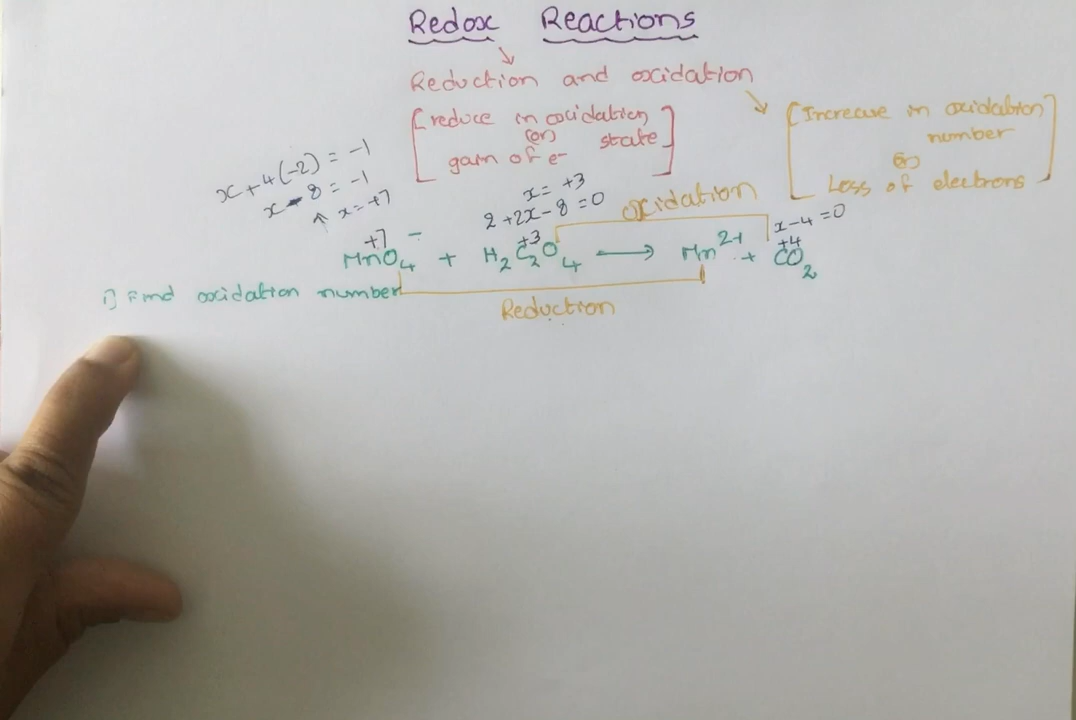 Redox Reactions
Reduction and oxidation
[reduce in oxidation state]
(or)
gain of e-
[Increase in oxidation number
(or)
Loss of electrons]
x+4(-2) = -1
x-8 = -1
↑ x=+7
x= +3
2+2x-8=0
oxidation
x-4=0
+7 +3 +4
MnO4- + H2C2O4 → Mn2+ + CO2
1) Find oxidation number
Reduction